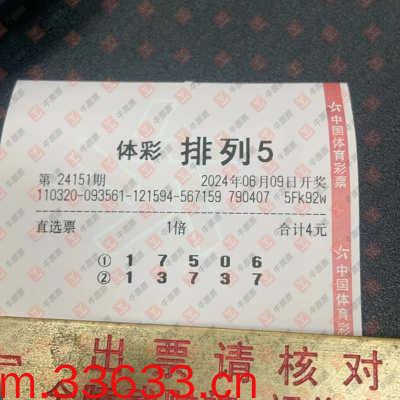 体彩 排列5
第 24151期 2024年06月09日开奖
110320-093561-121594-567159 790407 5Fk92w
直选票 1倍 合计4元
① 1 7 5 0 6
② 1 3 7 3 7
中国体育彩票
中国体育彩
出票请核对
m.33633.cn